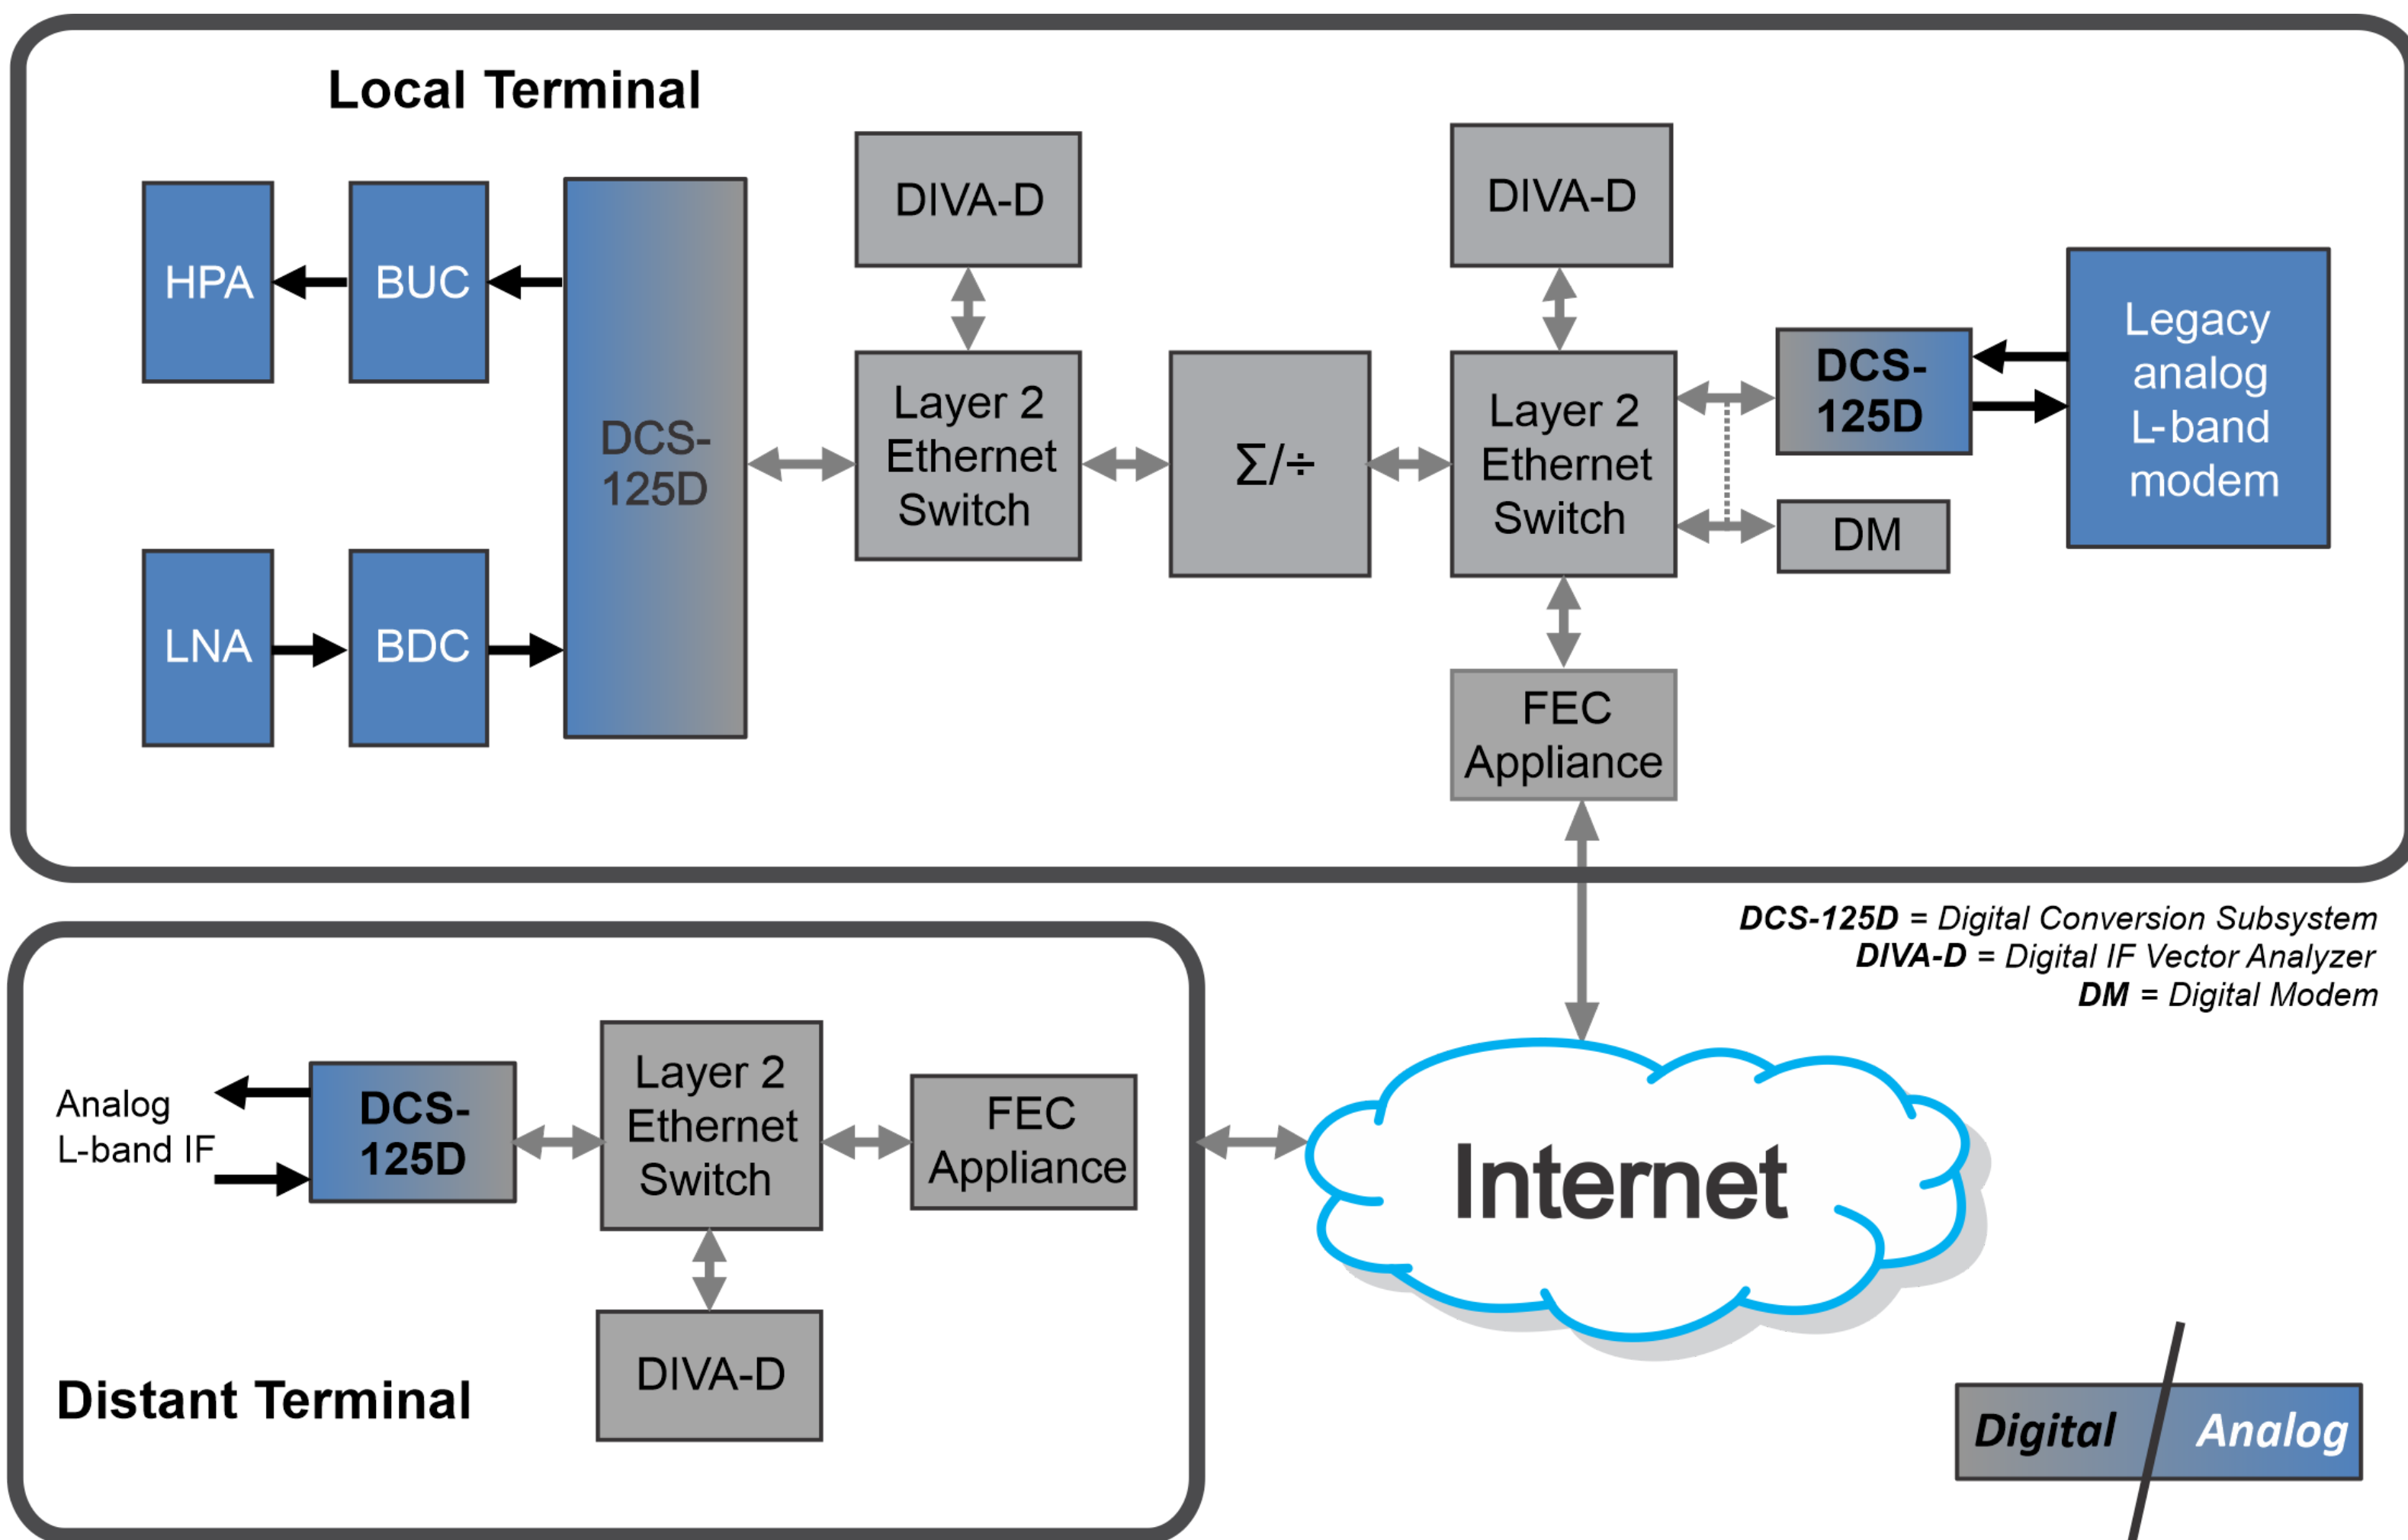 Local Terminal
HPA
BUC
LNA
BDC
DCS-
125D
DIVA-D
Layer 2
Ethernet
Switch
Σ/÷
DIVA-D
Layer 2
Ethernet
Switch
DCS-
125D
DM
Legacy
analog
L-band
modem
FEC
Appliance
DCS-125D = Digital Conversion Subsystem
DIVA-D = Digital IF Vector Analyzer
DM = Digital Modem
Analog
L-band IF
DCS-
125D
Layer 2
Ethernet
Switch
FEC
Appliance
DIVA-D
Distant Terminal
Internet
Digital
Analog